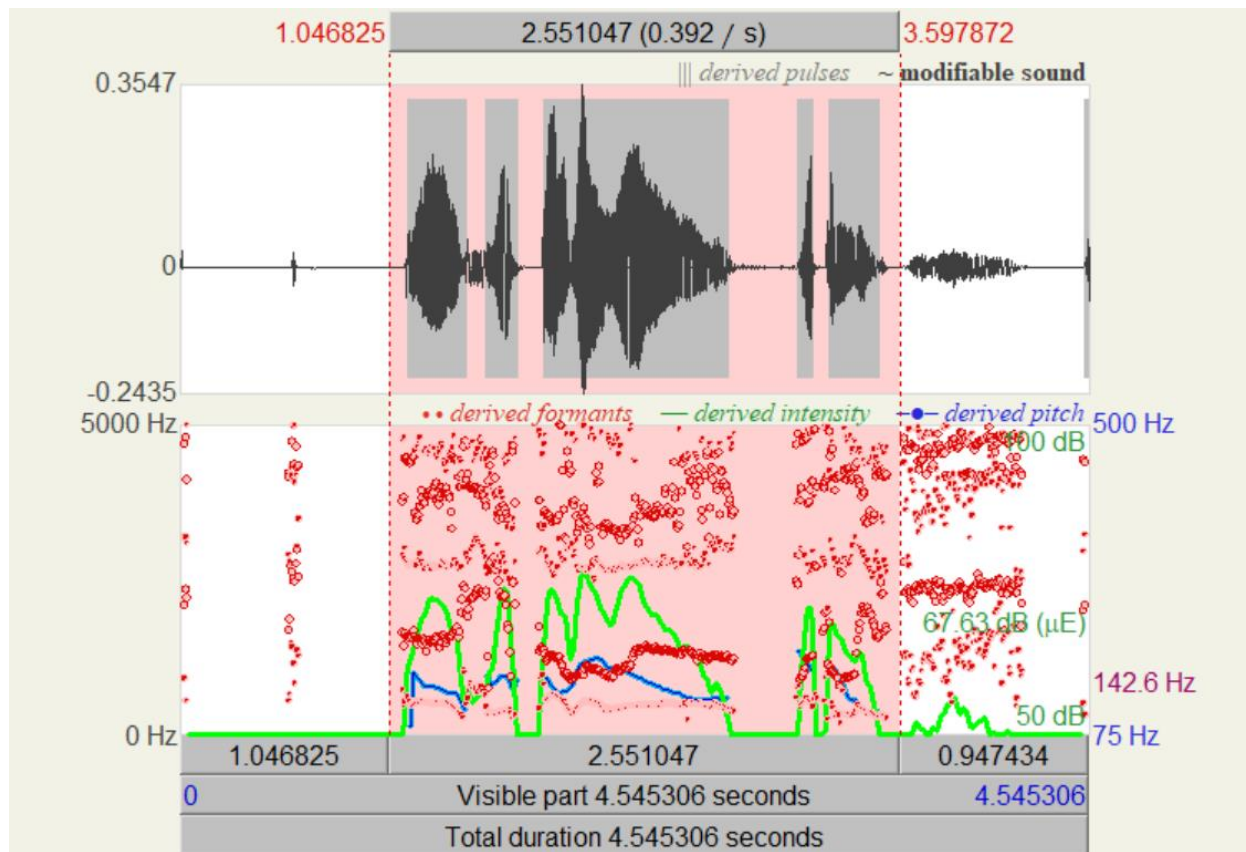 1.046825 2.551047 (0.392 / s) 3.597872
||| derived pulses ~ modifiable sound
0.3547
0
-0.2435
•• derived formants — derived intensity -●- derived pitch
5000 Hz 500 Hz
100 dB
67.63 dB (µE)
142.6 Hz
50 dB
0 Hz 75 Hz
1.046825 2.551047 0.947434
0 Visible part 4.545306 seconds 4.545306
Total duration 4.545306 seconds